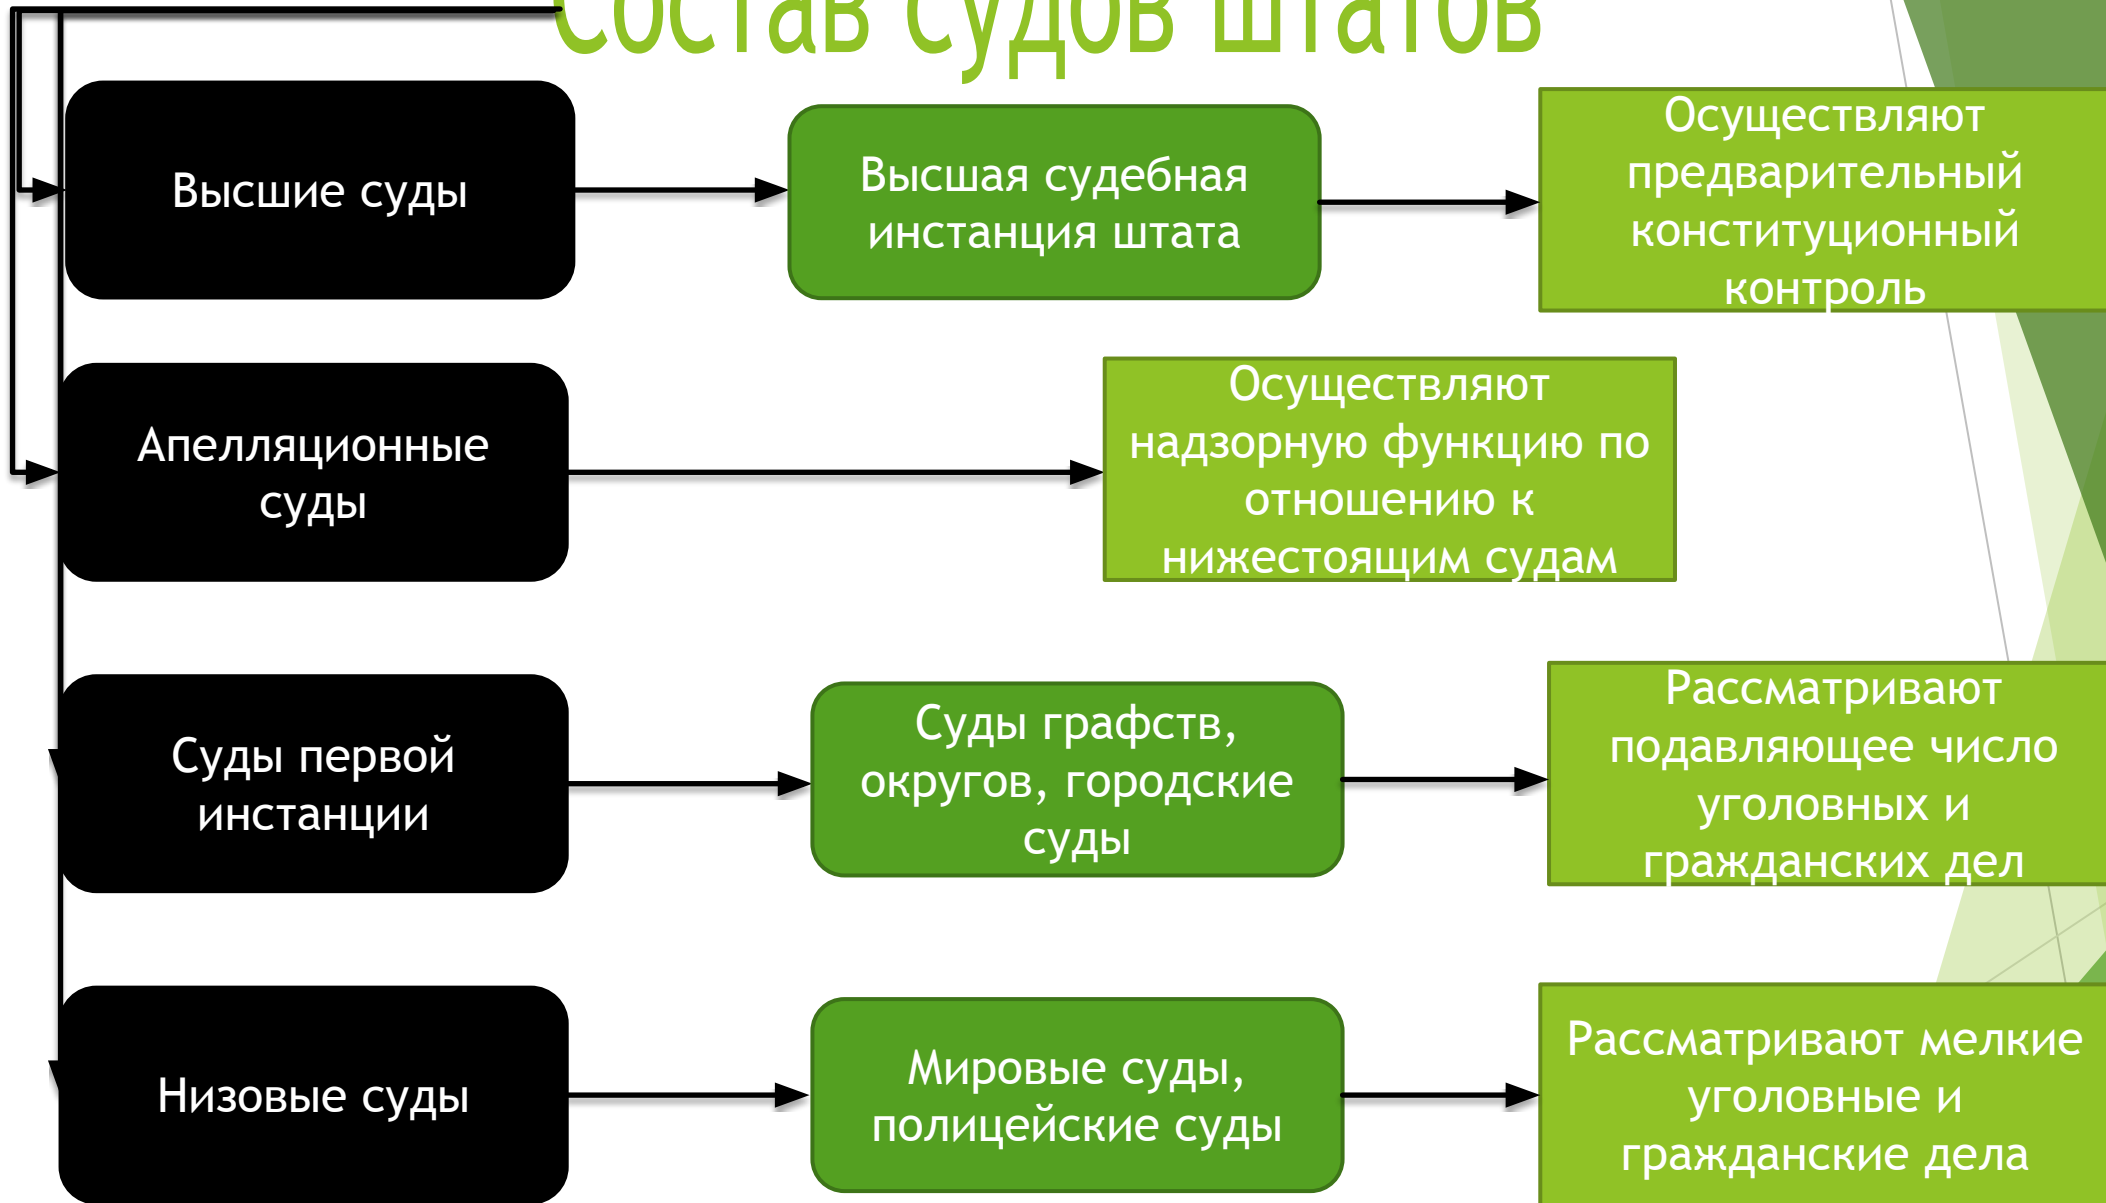 Состав судов штатов
Высшие суды
Высшая судебная
инстанция штата
Осуществляют
предварительный
конституционный
контроль
Апелляционные
суды
Осуществляют
надзорную функцию по
отношению к
нижестоящим судам
Суды первой
инстанции
Суды графств,
округов, городские
суды
Рассматривают
подавляющее число
уголовных и
гражданских дел
Низовые суды
Мировые суды,
полицейские суды
Рассматривают мелкие
уголовные и
гражданские дела